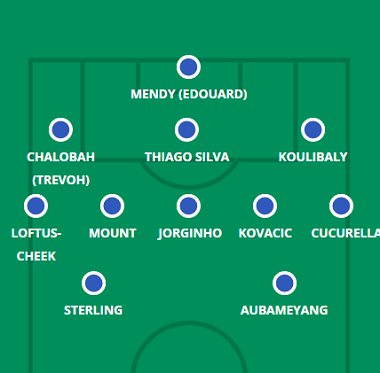 MENDY (EDOUARD)
CHALOBAH THIAGO SILVA KOULIBALY
(TREVOH)
LOFTUS- MOUNT JORGINHO KOVACIC CUCURELLA
CHEEK
STERLING AUBAMEYANG